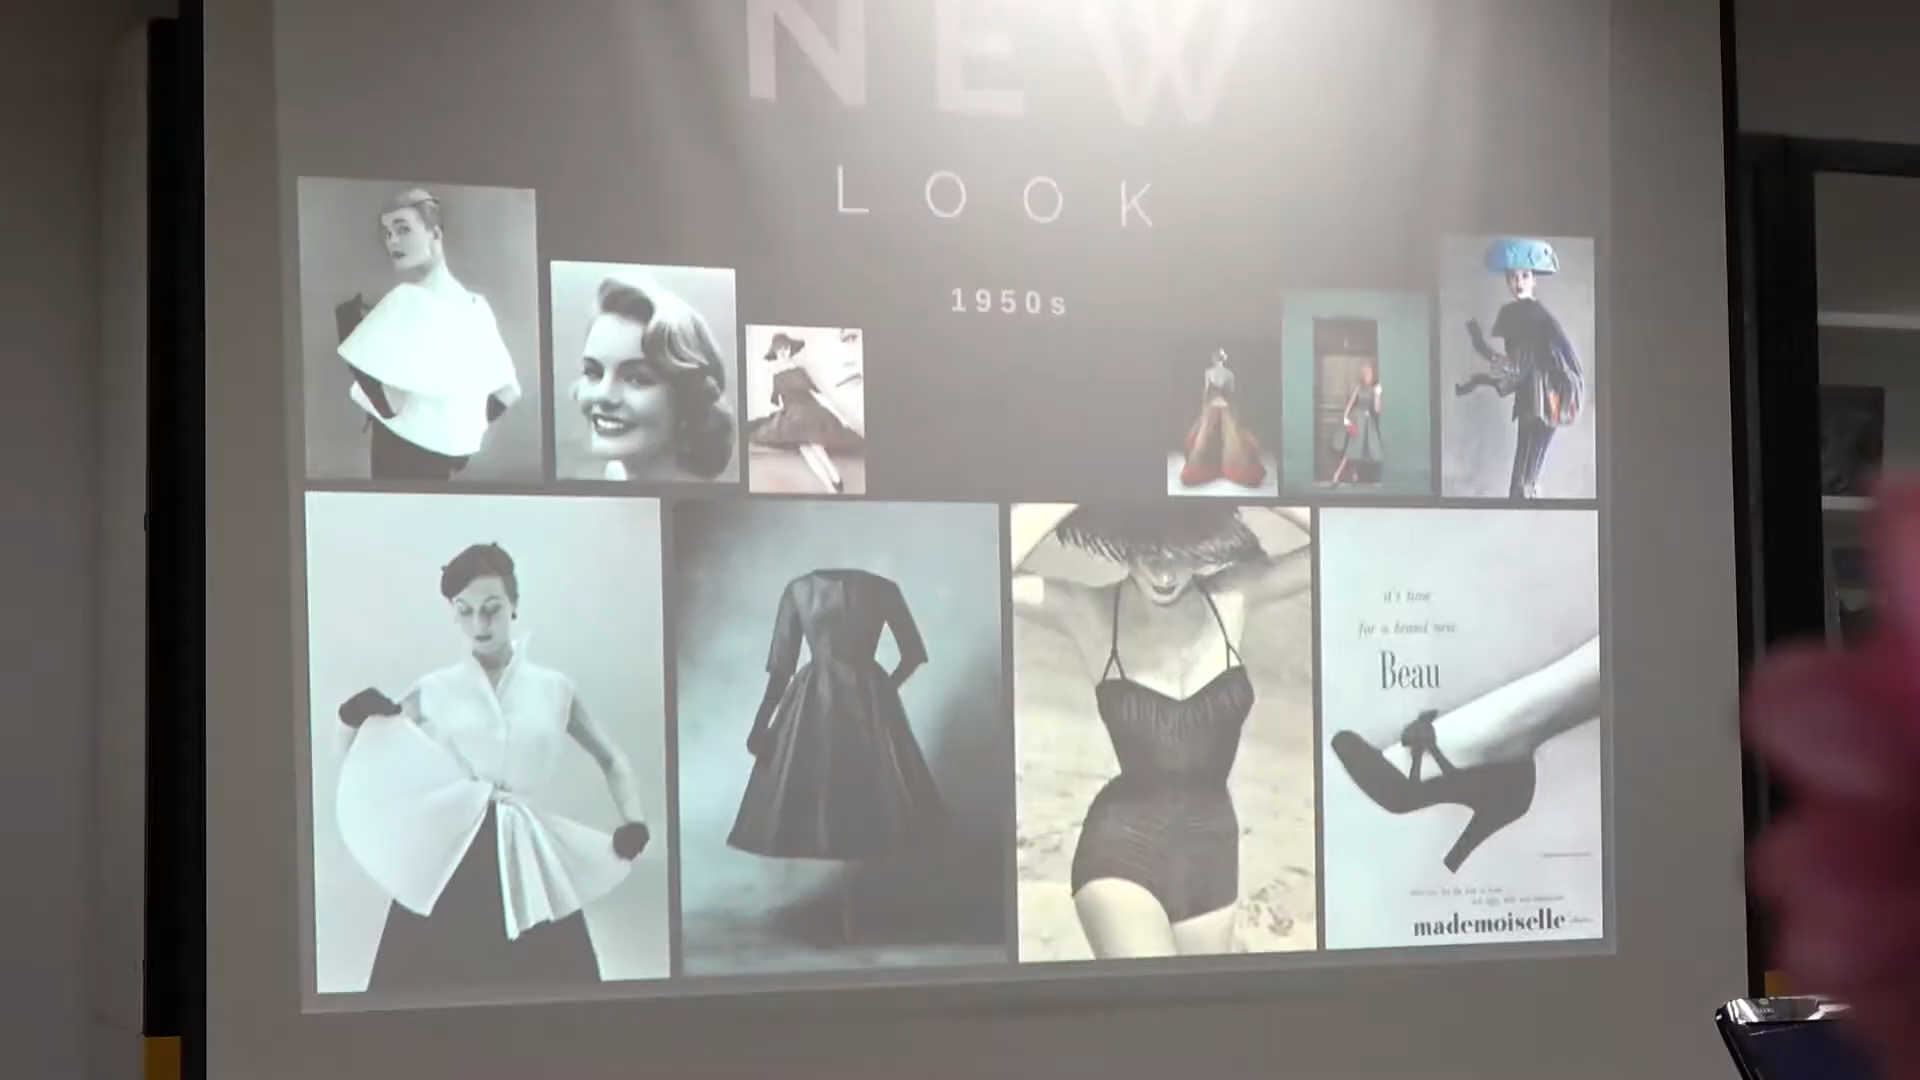 NEW
LOOK
1950s
it's time
for a brand new
Beau
mademoiselle